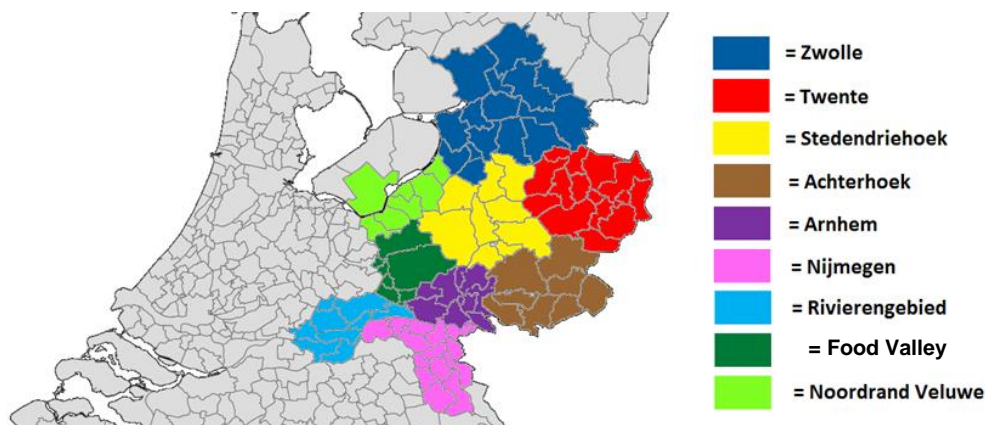 = Zwolle
= Twente
= Stedendriehoek
= Achterhoek
= Arnhem
= Nijmegen
= Rivierengebied
= Food Valley
= Noordrand Veluwe